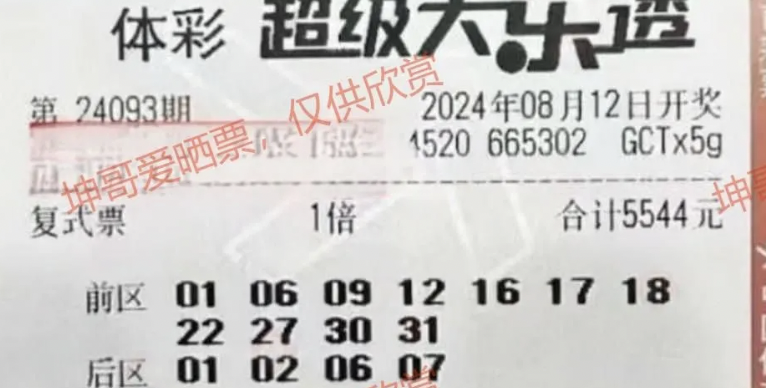 体彩 超级大乐透
第 24093期 2024年08月12日开奖
4520 665302 GCTx5g
坤哥爱晒票，仅供欣赏
复式票 1倍 合计5544元
前区 01 06 09 12 16 17 18
22 27 30 31
后区 01 02 06 07
坤哥